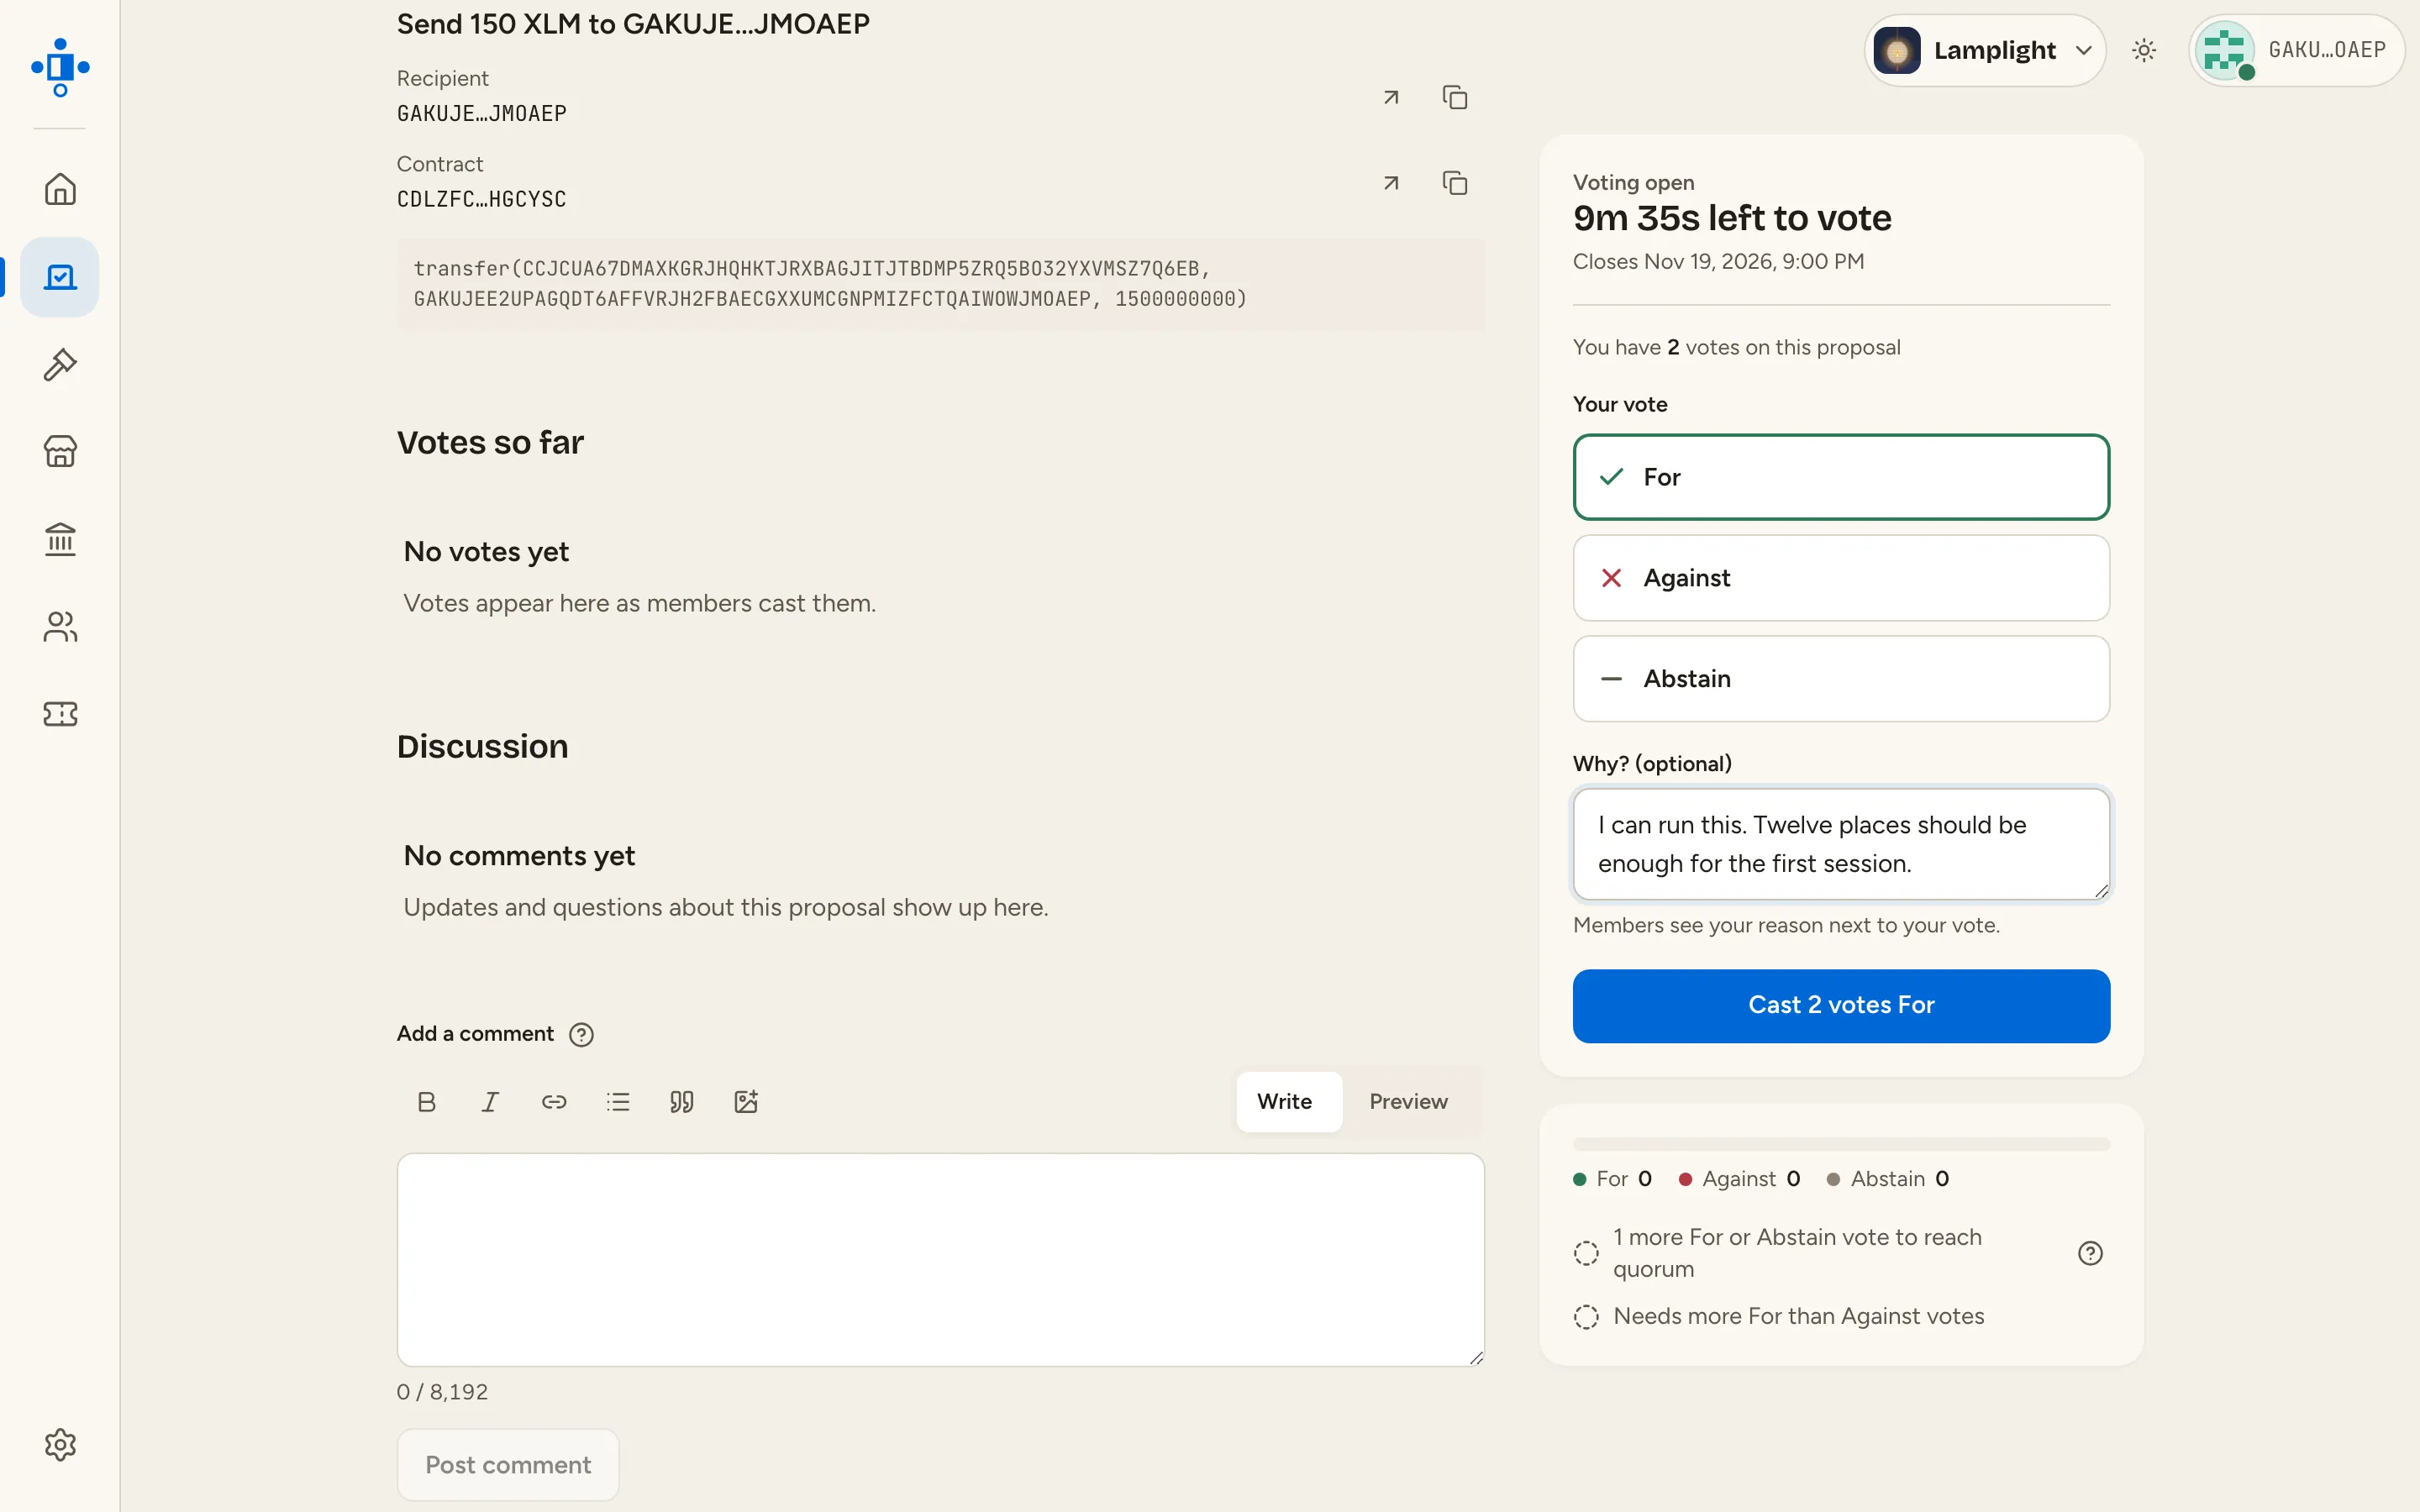 Send 150 XLM to GAKUJE…JMOAEP
Recipient
GAKUJE…JMOAEP
Contract
CDLZFC…HGCYSC
transfer(CCJCUA67DMAXKGRJHQHKTJRXBAGJITJTBDMP5ZRQ5BO32YXVMSZ7Q6EB,
GAKUJEE2UPAGQDT6AFFVRJH2FBAECGXXUMCGNPMIZFCTQAIWOWJMOAEP, 1500000000)
Votes so far
No votes yet
Votes appear here as members cast them.
Discussion
No comments yet
Updates and questions about this proposal show up here.
Add a comment
Write
Preview
0 / 8,192
Post comment
Lamplight
GAKU…OAEP
Voting open
9m 35s left to vote
Closes Nov 19, 2026, 9:00 PM
You have 2 votes on this proposal
Your vote
For
Against
Abstain
Why? (optional)
I can run this. Twelve places should be
enough for the first session.
Members see your reason next to your vote.
Cast 2 votes For
For 0 Against 0 Abstain 0
1 more For or Abstain vote to reach
quorum
Needs more For than Against votes